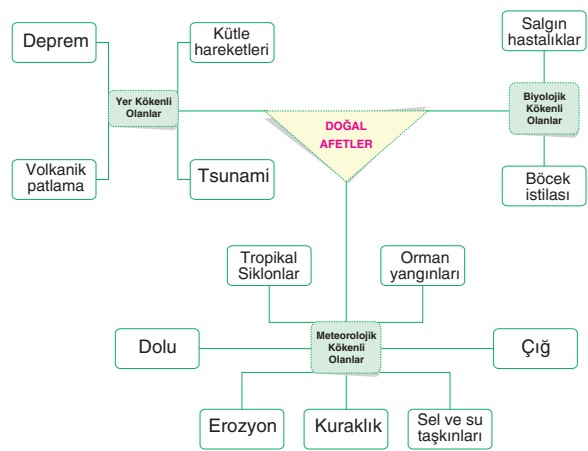 Deprem
Kütle
hareketleri
Salgın
hastalıklar
Yer Kökenli
Olanlar
Biyolojik
Kökenli
Olanlar
DOĞAL
AFETLER
Volkanik
patlama
Tsunami
Böcek
istilası
Tropikal
Siklonlar
Orman
yangınları
Dolu
Meteorolojik
Kökenli
Olanlar
Çığ
Erozyon
Kuraklık
Sel ve su
taşkınları